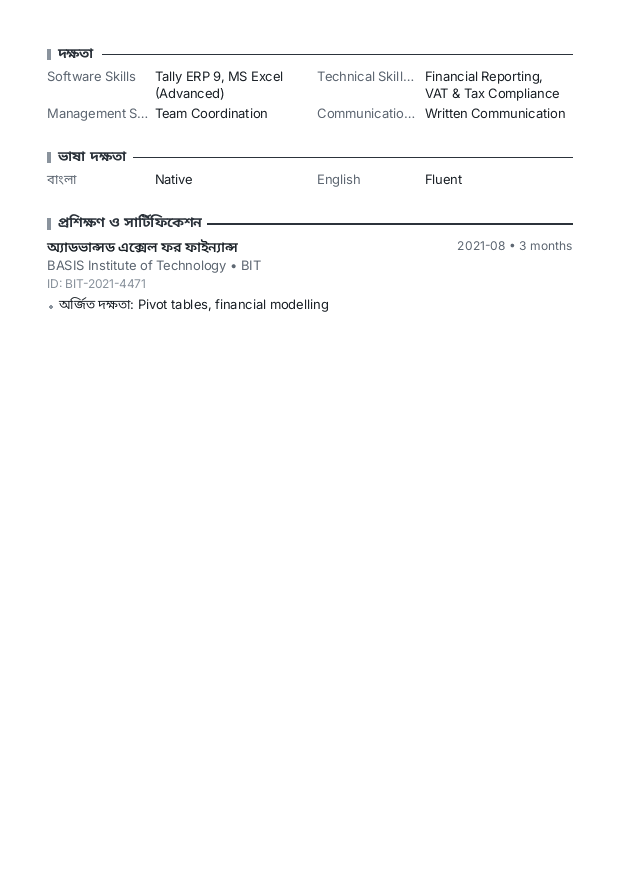 দক্ষতা
Software Skills Tally ERP 9, MS Excel (Advanced) Technical Skill... Financial Reporting, VAT & Tax Compliance
Management S... Team Coordination Communicatio... Written Communication
ভাষা দক্ষতা
বাংলা Native English Fluent
প্রশিক্ষণ ও সার্টিফিকেশন
অ্যাডভান্সড এক্সেল ফর ফাইন্যান্স 2021-08 • 3 months
BASIS Institute of Technology • BIT
ID: BIT-2021-4471
• অর্জিত দক্ষতা: Pivot tables, financial modelling